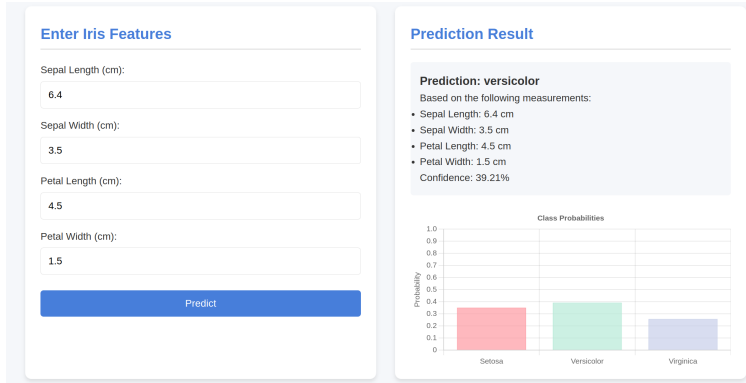 Enter Iris Features
Sepal Length (cm):
6.4
Sepal Width (cm):
3.5
Petal Length (cm):
4.5
Petal Width (cm):
1.5
Predict
Prediction Result
Prediction: versicolor
Based on the following measurements:
• Sepal Length: 6.4 cm
• Sepal Width: 3.5 cm
• Petal Length: 4.5 cm
• Petal Width: 1.5 cm
Confidence: 39.21%
Class Probabilities
Probability
1.0
0.9
0.8
0.7
0.6
0.5
0.4
0.3
0.2
0.1
0
Setosa Versicolor Virginica